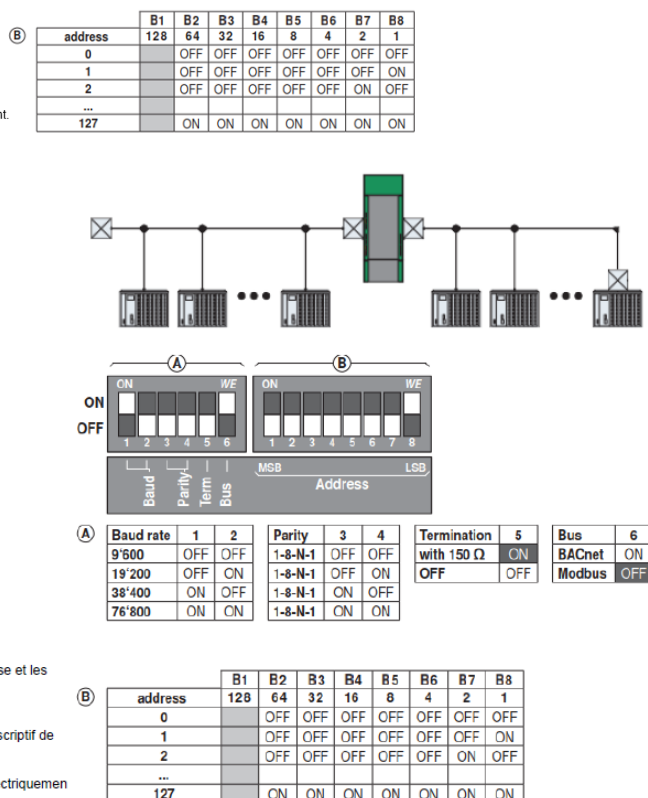 B1 B2 B3 B4 B5 B6 B7 B8
B address 128 64 32 16 8 4 2 1
0 OFF OFF OFF OFF OFF OFF OFF
1 OFF OFF OFF OFF OFF OFF ON
2 OFF OFF OFF OFF OFF ON OFF
...
nt.
127 ON ON ON ON ON ON ON
A B
ON WE ON WE
ON
OFF
1 2 3 4 5 6 1 2 3 4 5 6 7 8
Baud Parity Term Bus MSB Address LSB
A Baud rate 1 2 Parity 3 4 Termination 5 Bus 6
9'600 OFF OFF 1-8-N-1 OFF OFF with 150 Ω ON BACnet ON
19'200 OFF ON 1-8-N-1 OFF ON OFF OFF Modbus OFF
38'400 ON OFF 1-8-N-1 ON OFF
76'800 ON ON 1-8-N-1 ON ON
se et les
B1 B2 B3 B4 B5 B6 B7 B8
B address 128 64 32 16 8 4 2 1
0 OFF OFF OFF OFF OFF OFF OFF
scriptif de
1 OFF OFF OFF OFF OFF OFF ON
2 OFF OFF OFF OFF OFF ON OFF
ectriquemen
...
127 ON ON ON ON ON ON ON